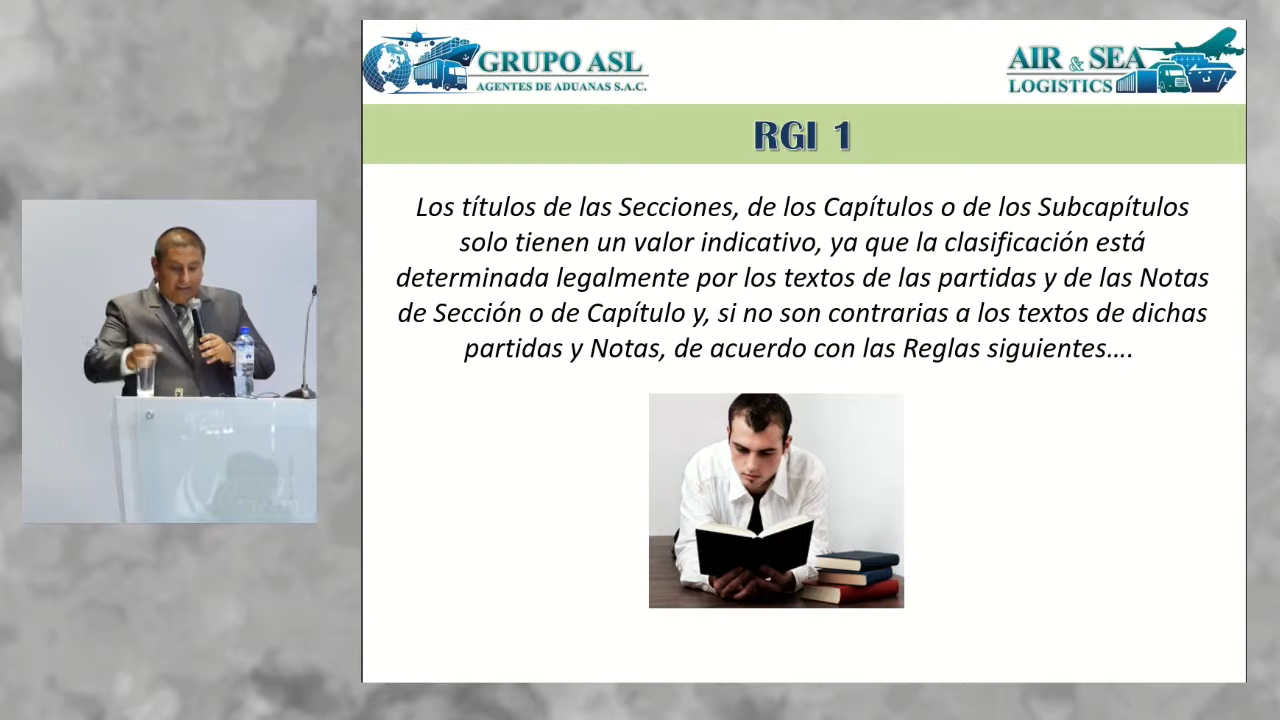 GRUPO ASL
AGENTES DE ADUANAS S.A.C.
AIR & SEA
LOGISTICS
RGI 1
Los títulos de las Secciones, de los Capítulos o de los Subcapítulos
solo tienen un valor indicativo, ya que la clasificación está
determinada legalmente por los textos de las partidas y de las Notas
de Sección o de Capítulo y, si no son contrarias a los textos de dichas
partidas y Notas, de acuerdo con las Reglas siguientes....